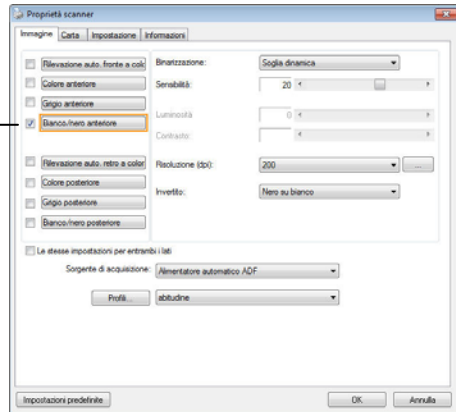 Proprietà scanner
Immagine Carta Impostazione Informazioni
Rilevazione auto. fronte a colo Binarizzazione: Soglia dinamica
Colore anteriore Sensibilità: 20
Grigio anteriore
Luminosità 0
Bianco/nero anteriore
Contrasto:
Rilevazione auto. retro a color Risoluzione (dpi): 200 ...
Colore posteriore
Invertito: Nero su bianco
Grigio posteriore
Bianco/nero posteriore
Le stesse impostazioni per entrambi i lati
Sorgente di acquisizione: Alimentatore automatico ADF
Profili... abitudine
Impostazioni predefinite OK Annulla